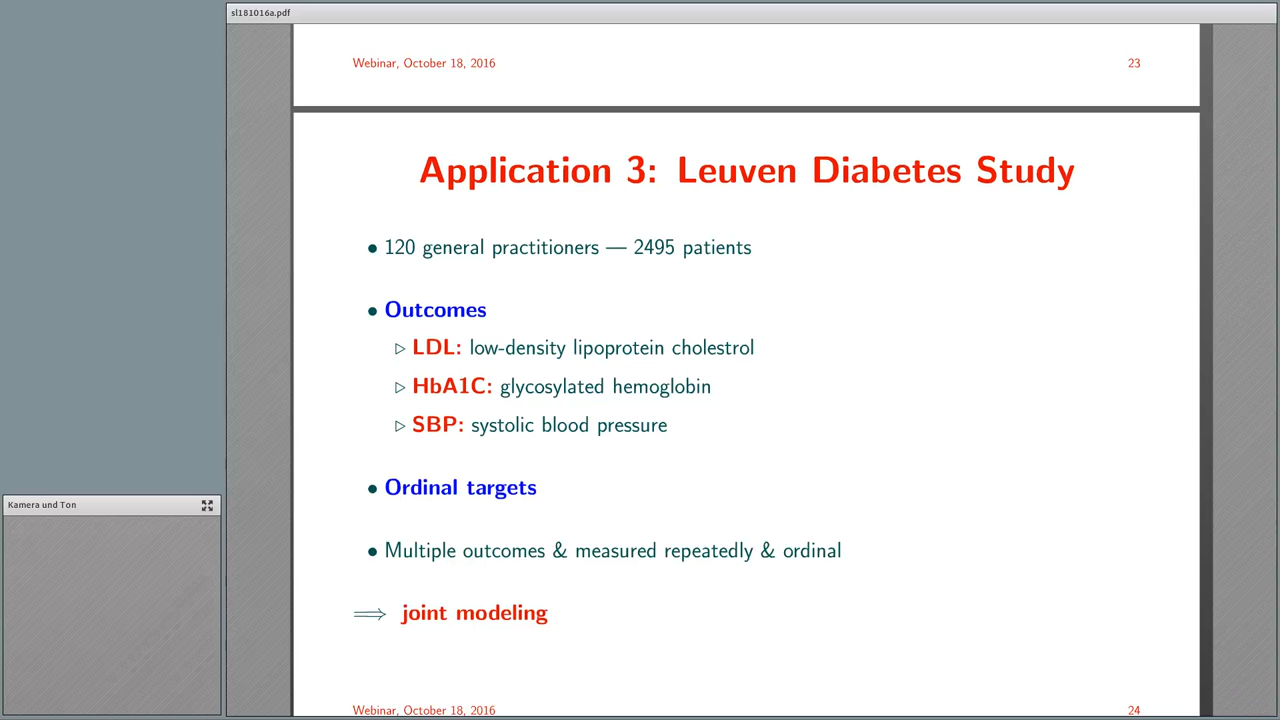 sl181016a.pdf
Webinar, October 18, 2016 23
Application 3: Leuven Diabetes Study
• 120 general practitioners — 2495 patients
• Outcomes
▷ LDL: low-density lipoprotein cholestrol
▷ HbA1C: glycosylated hemoglobin
▷ SBP: systolic blood pressure
• Ordinal targets
• Multiple outcomes & measured repeatedly & ordinal
⟹ joint modeling
Webinar, October 18, 2016 24
Kamera und Ton